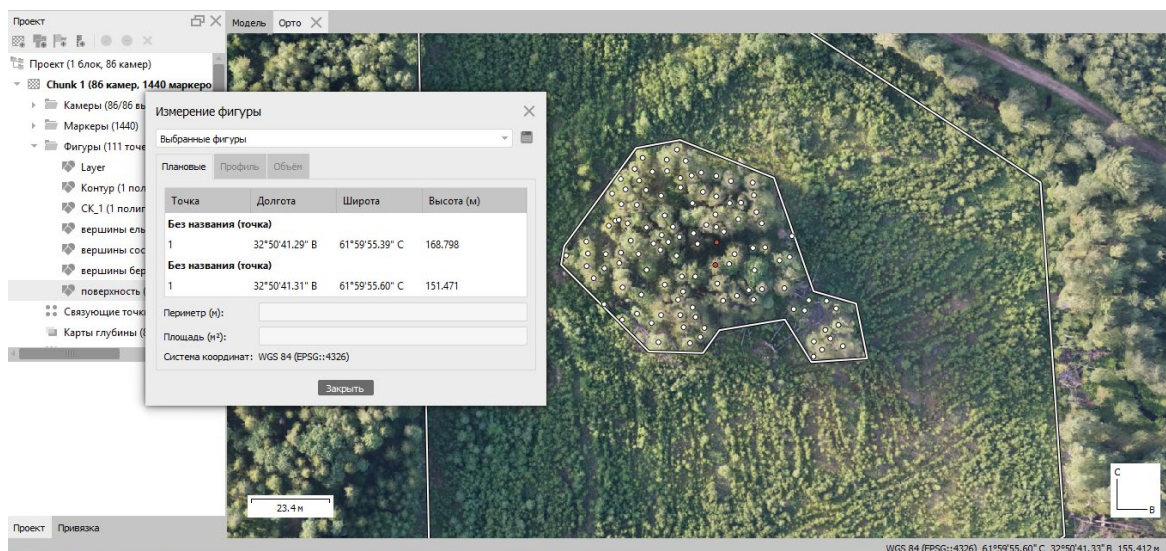 Проект
Модель Орто
Проект (1 блок, 86 камер)
Chunk 1 (86 камер, 1440 маркеро
Камеры (86/86 вы
Маркеры (1440)
Фигуры (111 точе
Layer
Контур (1 пол
СК_1 (1 полиг
вершины ель
вершины сос
вершины бер
поверхность (
Связующие точк
Карты глубины (8
Измерение фигуры
Выбранные фигуры
Плановые Профиль Объём
Точка Долгота Широта Высота (м)
Без названия (точка)
1 32°50'41.29" В 61°59'55.39" С 168.798
Без названия (точка)
1 32°50'41.31" В 61°59'55.60" С 151.471
Периметр (м):
Площадь (м²):
Система координат: WGS 84 (EPSG::4326)
Закрыть
23.4 м
С
В
Проект Привязка
WGS 84 (EPSG::4326) 61°59'55.60" С 32°50'41.33" В 155.412 м